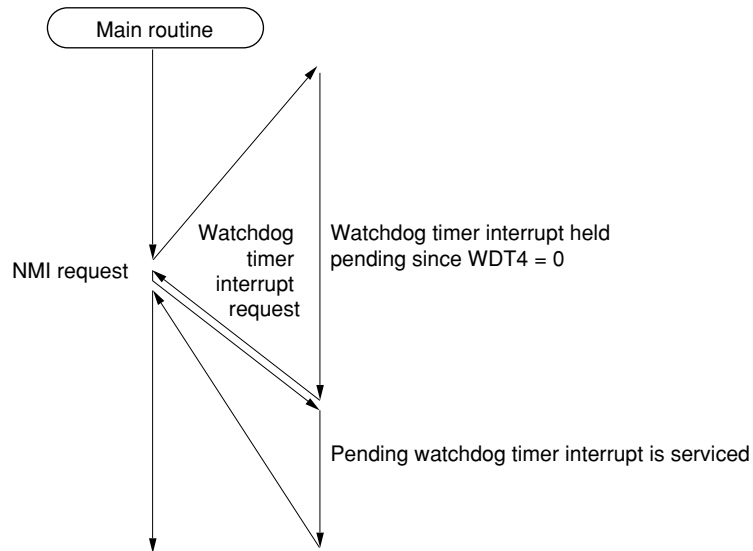 Main routine
Watchdog
timer
interrupt
request
Watchdog timer interrupt held
pending since WDT4 = 0
NMI request
Pending watchdog timer interrupt is serviced